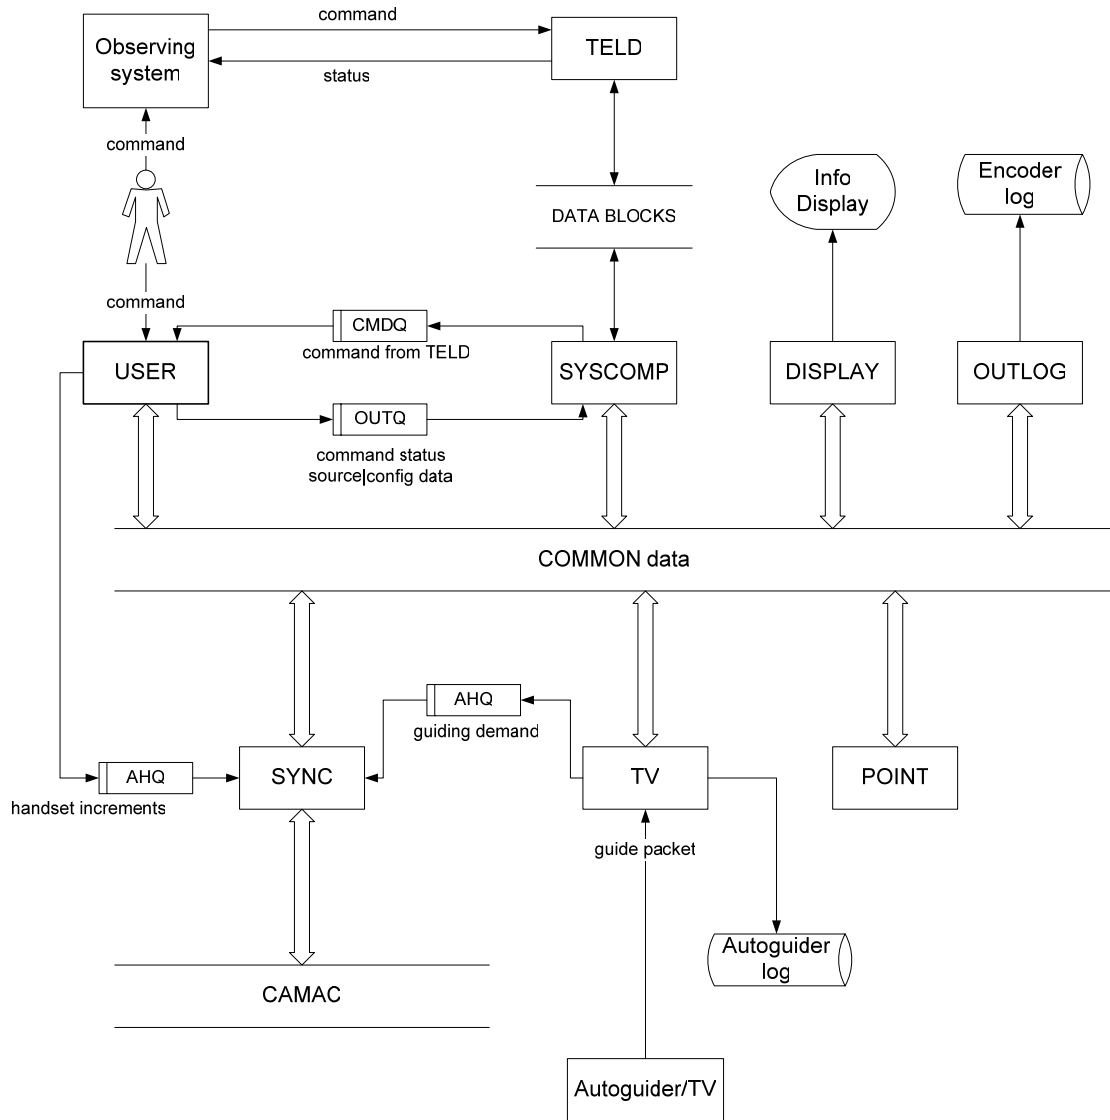 command
Observing
system
TELD
status
command
Info
Display
Encoder
log
DATA BLOCKS
command
CMDQ
command from TELD
USER
SYSCOMP
DISPLAY
OUTLOG
OUTQ
command status
source|config data
COMMON data
AHQ
guiding demand
AHQ
handset increments
SYNC
TV
POINT
guide packet
Autoguider
log
CAMAC
Autoguider/TV